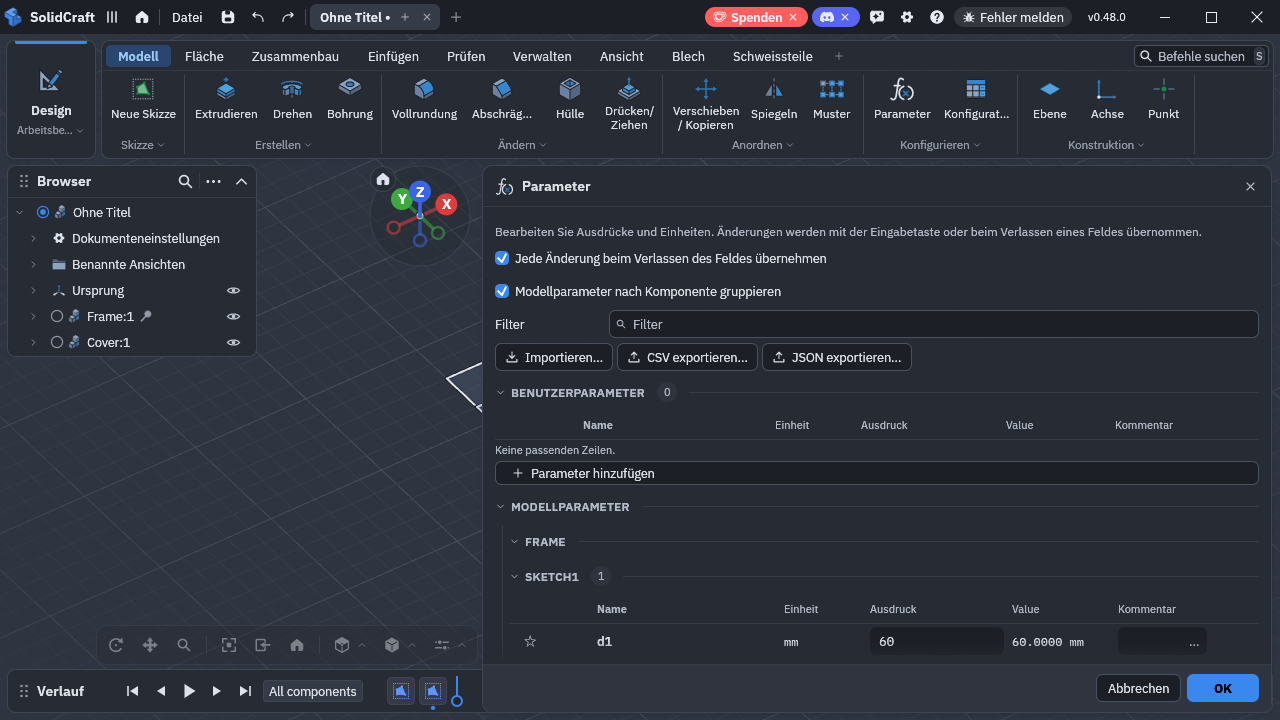 SolidCraft
Datei
Ohne Titel •
Spenden
Fehler melden
v0.48.0
Design
Arbeitsbe...
Modell
Fläche
Zusammenbau
Einfügen
Prüfen
Verwalten
Ansicht
Blech
Schweissteile
Befehle suchen
S
Neue Skizze
Extrudieren
Drehen
Bohrung
Vollrundung
Abschräg...
Hülle
Drücken/
Ziehen
Verschieben
/ Kopieren
Spiegeln
Muster
Parameter
Konfigurat...
Ebene
Achse
Punkt
Skizze
Erstellen
Ändern
Anordnen
Konfigurieren
Konstruktion
Browser
Ohne Titel
Dokumenteneinstellungen
Benannte Ansichten
Ursprung
Frame:1
Cover:1
Z
Y
X
Parameter
Bearbeiten Sie Ausdrücke und Einheiten. Änderungen werden mit der Eingabetaste oder beim Verlassen eines Feldes übernommen.
Jede Änderung beim Verlassen des Feldes übernehmen
Modellparameter nach Komponente gruppieren
Filter
Filter
Importieren...
CSV exportieren...
JSON exportieren...
BENUTZERPARAMETER 0
Name Einheit Ausdruck Value Kommentar
Keine passenden Zeilen.
Parameter hinzufügen
MODELLPARAMETER
FRAME
SKETCH1 1
Name Einheit Ausdruck Value Kommentar
d1 mm 60 60.0000 mm ...
Abbrechen
OK
Verlauf
All components